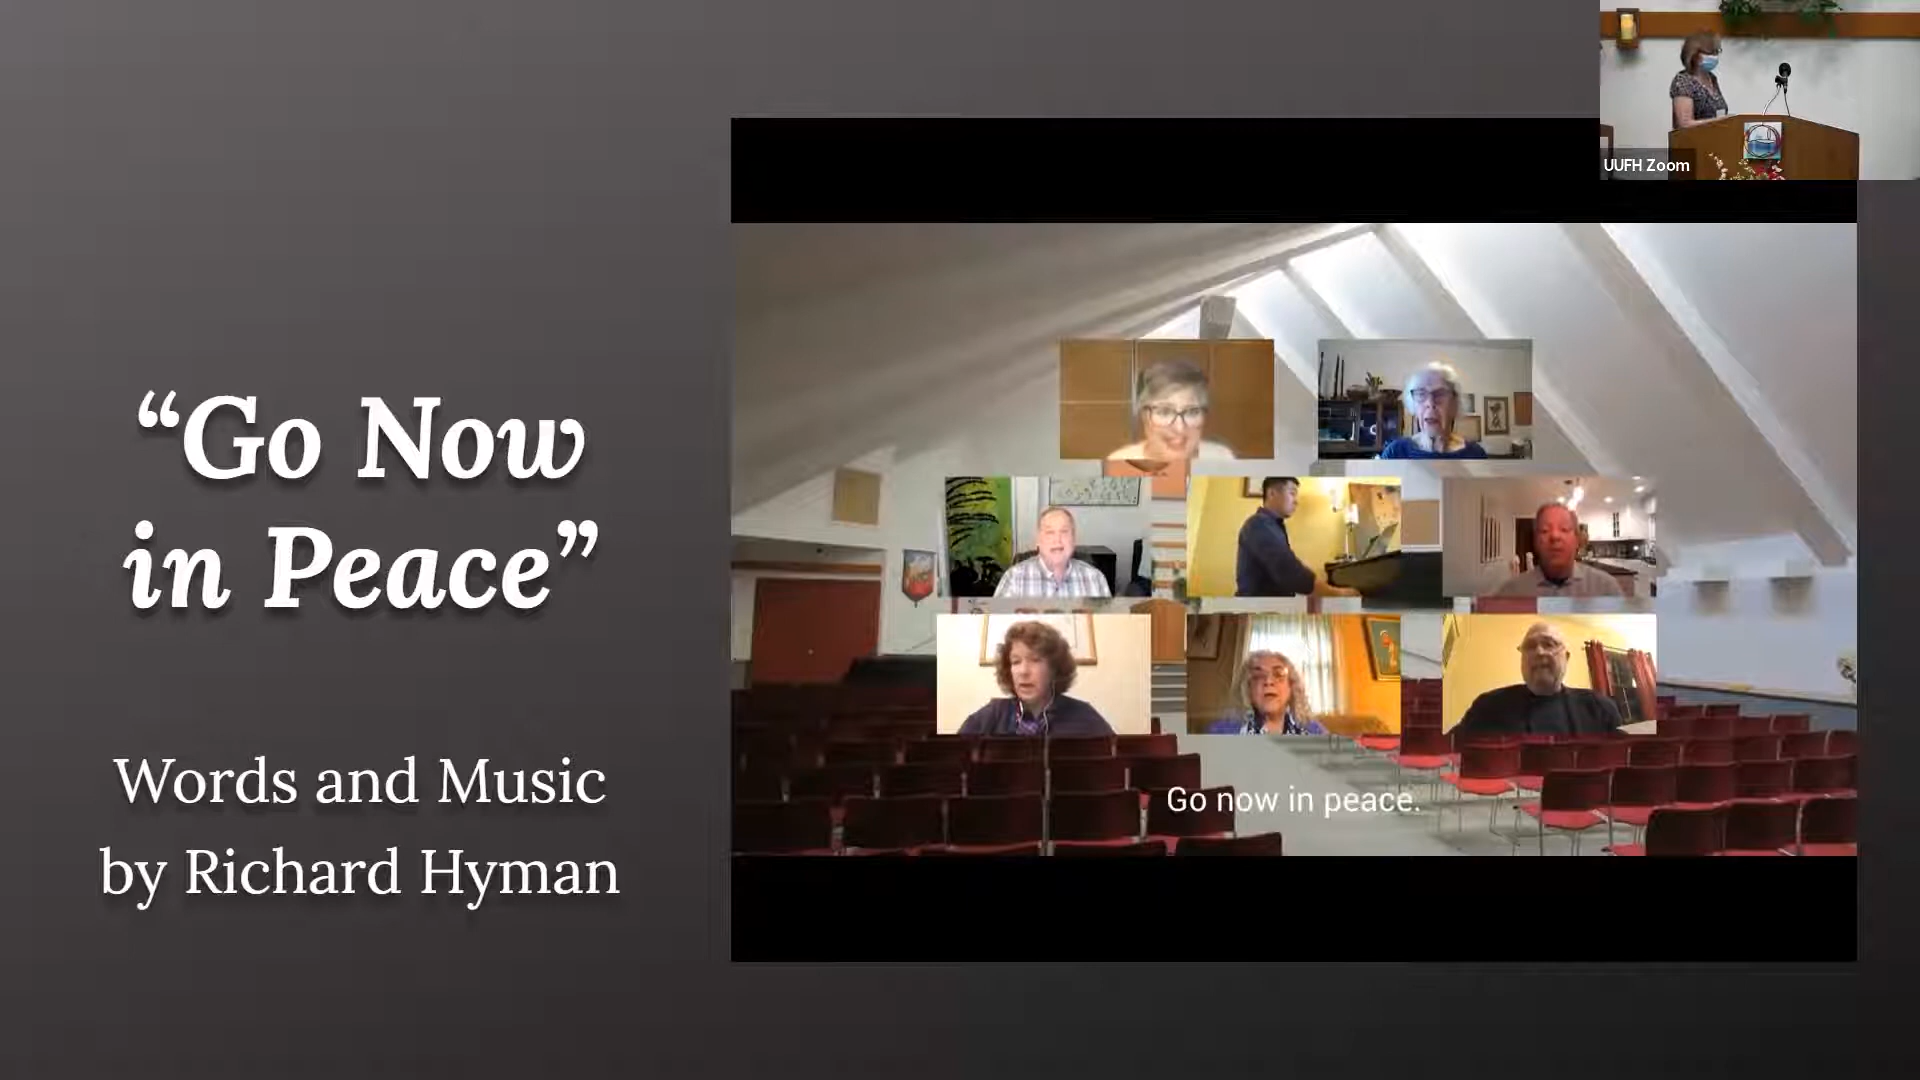 “Go Now
in Peace”
Words and Music
by Richard Hyman
Go now in peace.
UUFH Zoom